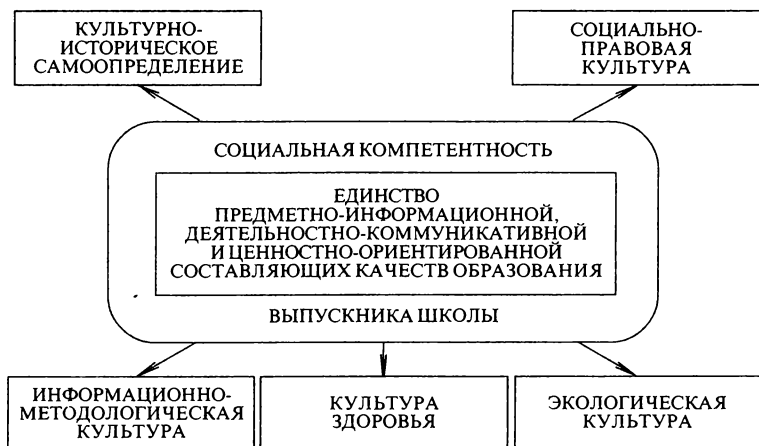 КУЛЬТУРНО-
ИСТОРИЧЕСКОЕ
САМООПРЕДЕЛЕНИЕ
СОЦИАЛЬНО-
ПРАВОВАЯ
КУЛЬТУРА
СОЦИАЛЬНАЯ КОМПЕТЕНТНОСТЬ
ЕДИНСТВО
ПРЕДМЕТНО-ИНФОРМАЦИОННОЙ,
ДЕЯТЕЛЬНОСТНО-КОММУНИКАТИВНОЙ
И ЦЕННОСТНО-ОРИЕНТИРОВАННОЙ
СОСТАВЛЯЮЩИХ КАЧЕСТВ ОБРАЗОВАНИЯ
ВЫПУСКНИКА ШКОЛЫ
ИНФОРМАЦИОННО-
МЕТОДОЛОГИЧЕСКАЯ
КУЛЬТУРА
КУЛЬТУРА
ЗДОРОВЬЯ
ЭКОЛОГИЧЕСКАЯ
КУЛЬТУРА